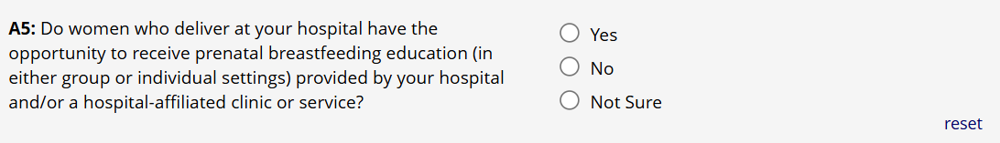 A5: Do women who deliver at your hospital have the
opportunity to receive prenatal breastfeeding education (in
either group or individual settings) provided by your hospital
and/or a hospital-affiliated clinic or service?
Yes
No
Not Sure
reset